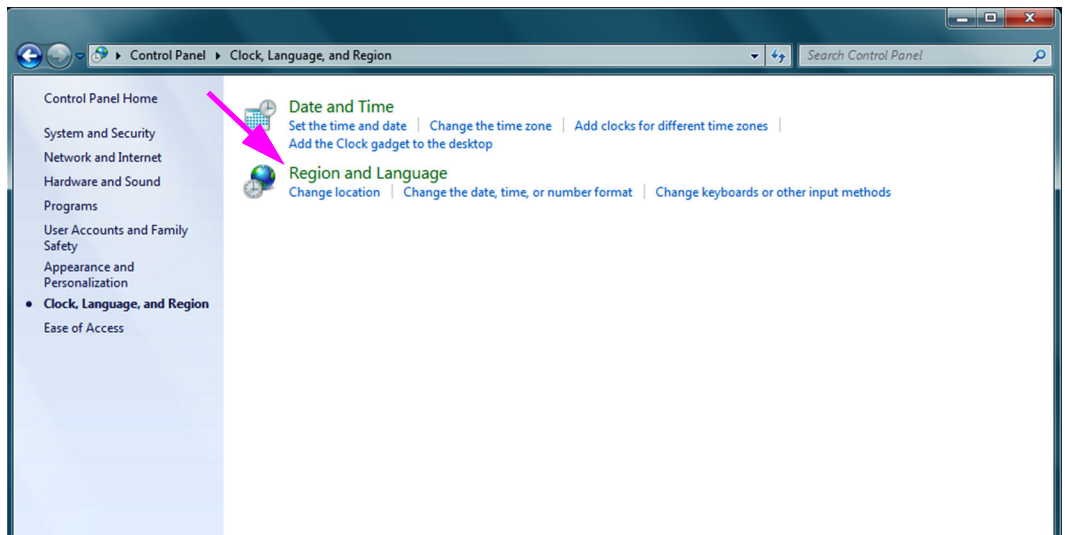 Control Panel
Clock, Language, and Region
Search Control Panel
Control Panel Home
System and Security
Network and Internet
Hardware and Sound
Programs
User Accounts and Family
Safety
Appearance and
Personalization
Clock, Language, and Region
Ease of Access
Date and Time
Set the time and date
Change the time zone
Add clocks for different time zones
Add the Clock gadget to the desktop
Region and Language
Change location
Change the date, time, or number format
Change keyboards or other input methods